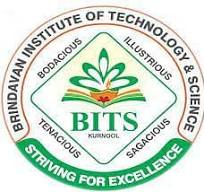 BRINDAVAN INSTITUTE OF TECHNOLOGY & SCIENCE
BODACIOUS
ILLUSTRIOUS
BITS
KURNOOL
TENACIOUS
SAGACIOUS
STRIVING FOR EXCELLENCE